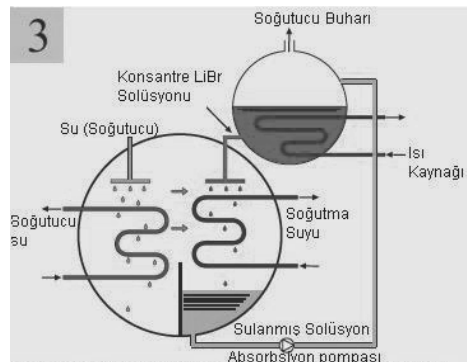 3
Soğutucu Buharı
Konsantre LiBr
Solüsyonu
Su (Soğutucu)
Isı
Kaynağı
Soğutucu
su
Soğutma
Suyu
Sulanmış Solüsyon
Absorbsiyon pompası